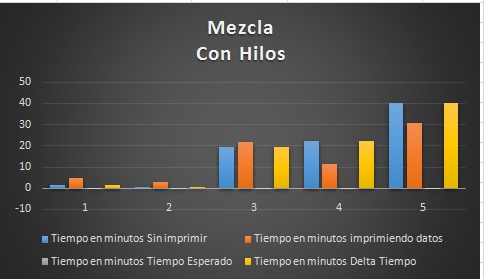 Mezcla
Con Hilos
50
40
30
20
10
0
-10
1 2 3 4 5
Tiempo en minutos Sin imprimir Tiempo en minutos imprimiendo datos
Tiempo en minutos Tiempo Esperado Tiempo en minutos Delta Tiempo